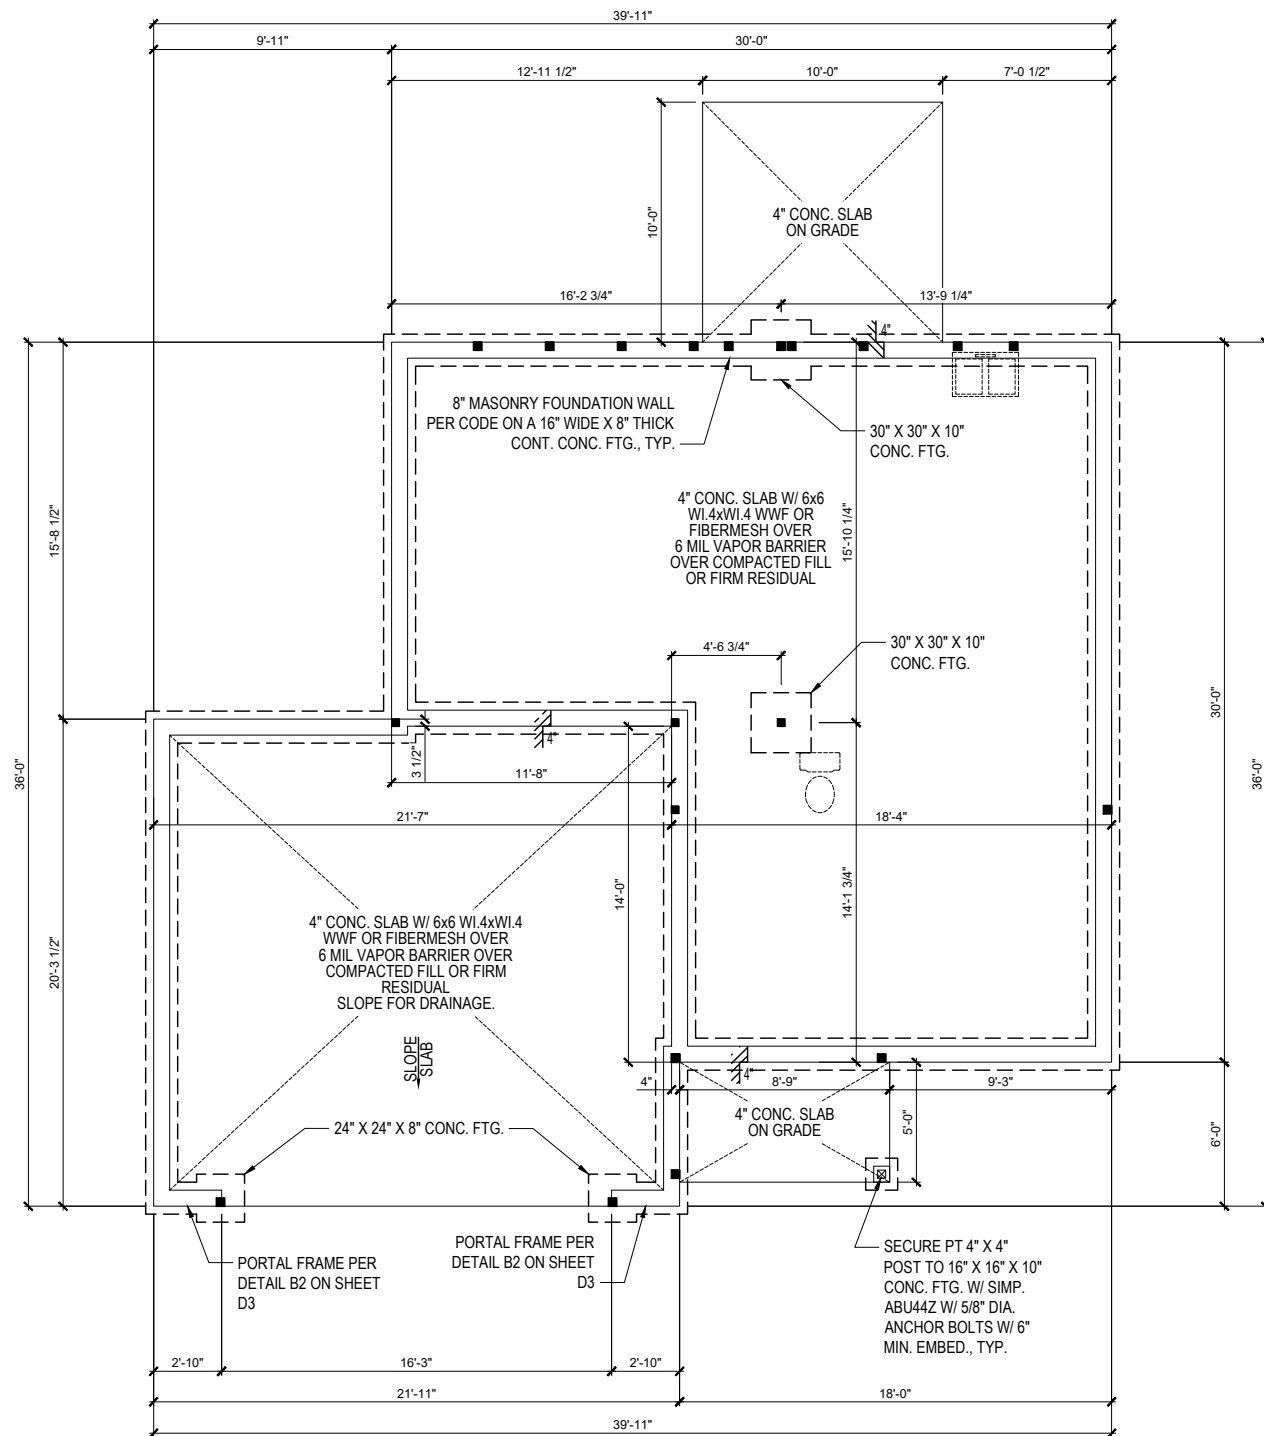 39'-11"
9'-11"
30'-0"
12'-11 1/2"
10'-0"
7'-0 1/2"
10'-0"
4" CONC. SLAB
ON GRADE
16'-2 3/4"
13'-9 1/4"
4"
8" MASONRY FOUNDATION WALL
PER CODE ON A 16" WIDE X 8" THICK
CONT. CONC. FTG., TYP.
30" X 30" X 10"
CONC. FTG.
4" CONC. SLAB W/ 6x6
WI.4xWI.4 WWF OR
FIBERMESH OVER
6 MIL VAPOR BARRIER
OVER COMPACTED FILL
OR FIRM RESIDUAL
15'-10 1/4"
15'-8 1/2"
4'-6 3/4"
30" X 30" X 10"
CONC. FTG.
30'-0"
36'-0"
36'-0"
4"
3 1/2"
11'-8"
21'-7"
18'-4"
14'-0"
14'-1 3/4"
4" CONC. SLAB W/ 6x6 WI.4xWI.4
WWF OR FIBERMESH OVER
6 MIL VAPOR BARRIER OVER
COMPACTED FILL OR FIRM
RESIDUAL
SLOPE FOR DRAINAGE.
20'-3 1/2"
SLOPE
SLAB
4"
4"
8'-9"
9'-3"
4" CONC. SLAB
ON GRADE
5'-0"
6'-0"
24" X 24" X 8" CONC. FTG.
PORTAL FRAME PER
DETAIL B2 ON SHEET
D3
PORTAL FRAME PER
DETAIL B2 ON SHEET
D3
SECURE PT 4" X 4"
POST TO 16" X 16" X 10"
CONC. FTG. W/ SIMP.
ABU44Z W/ 5/8" DIA.
ANCHOR BOLTS W/ 6"
MIN. EMBED., TYP.
2'-10"
16'-3"
2'-10"
21'-11"
18'-0"
39'-11"